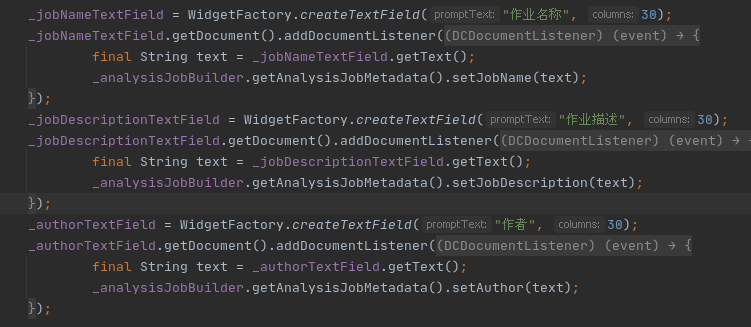 _jobNameTextField = WidgetFactory.createTextField( promptText: "作业名称", columns: 30);
_jobNameTextField.getDocument().addDocumentListener((DCDocumentListener) (event) → {
final String text = _jobNameTextField.getText();
_analysisJobBuilder.getAnalysisJobMetadata().setJobName(text);
});
_jobDescriptionTextField = WidgetFactory.createTextField( promptText: "作业描述", columns: 30);
_jobDescriptionTextField.getDocument().addDocumentListener((DCDocumentListener) (event) →
final String text = _jobDescriptionTextField.getText();
_analysisJobBuilder.getAnalysisJobMetadata().setJobDescription(text);
});
_authorTextField = WidgetFactory.createTextField( promptText: "作者", columns: 30);
_authorTextField.getDocument().addDocumentListener((DCDocumentListener) (event) → {
final String text = _authorTextField.getText();
_analysisJobBuilder.getAnalysisJobMetadata().setAuthor(text);
});